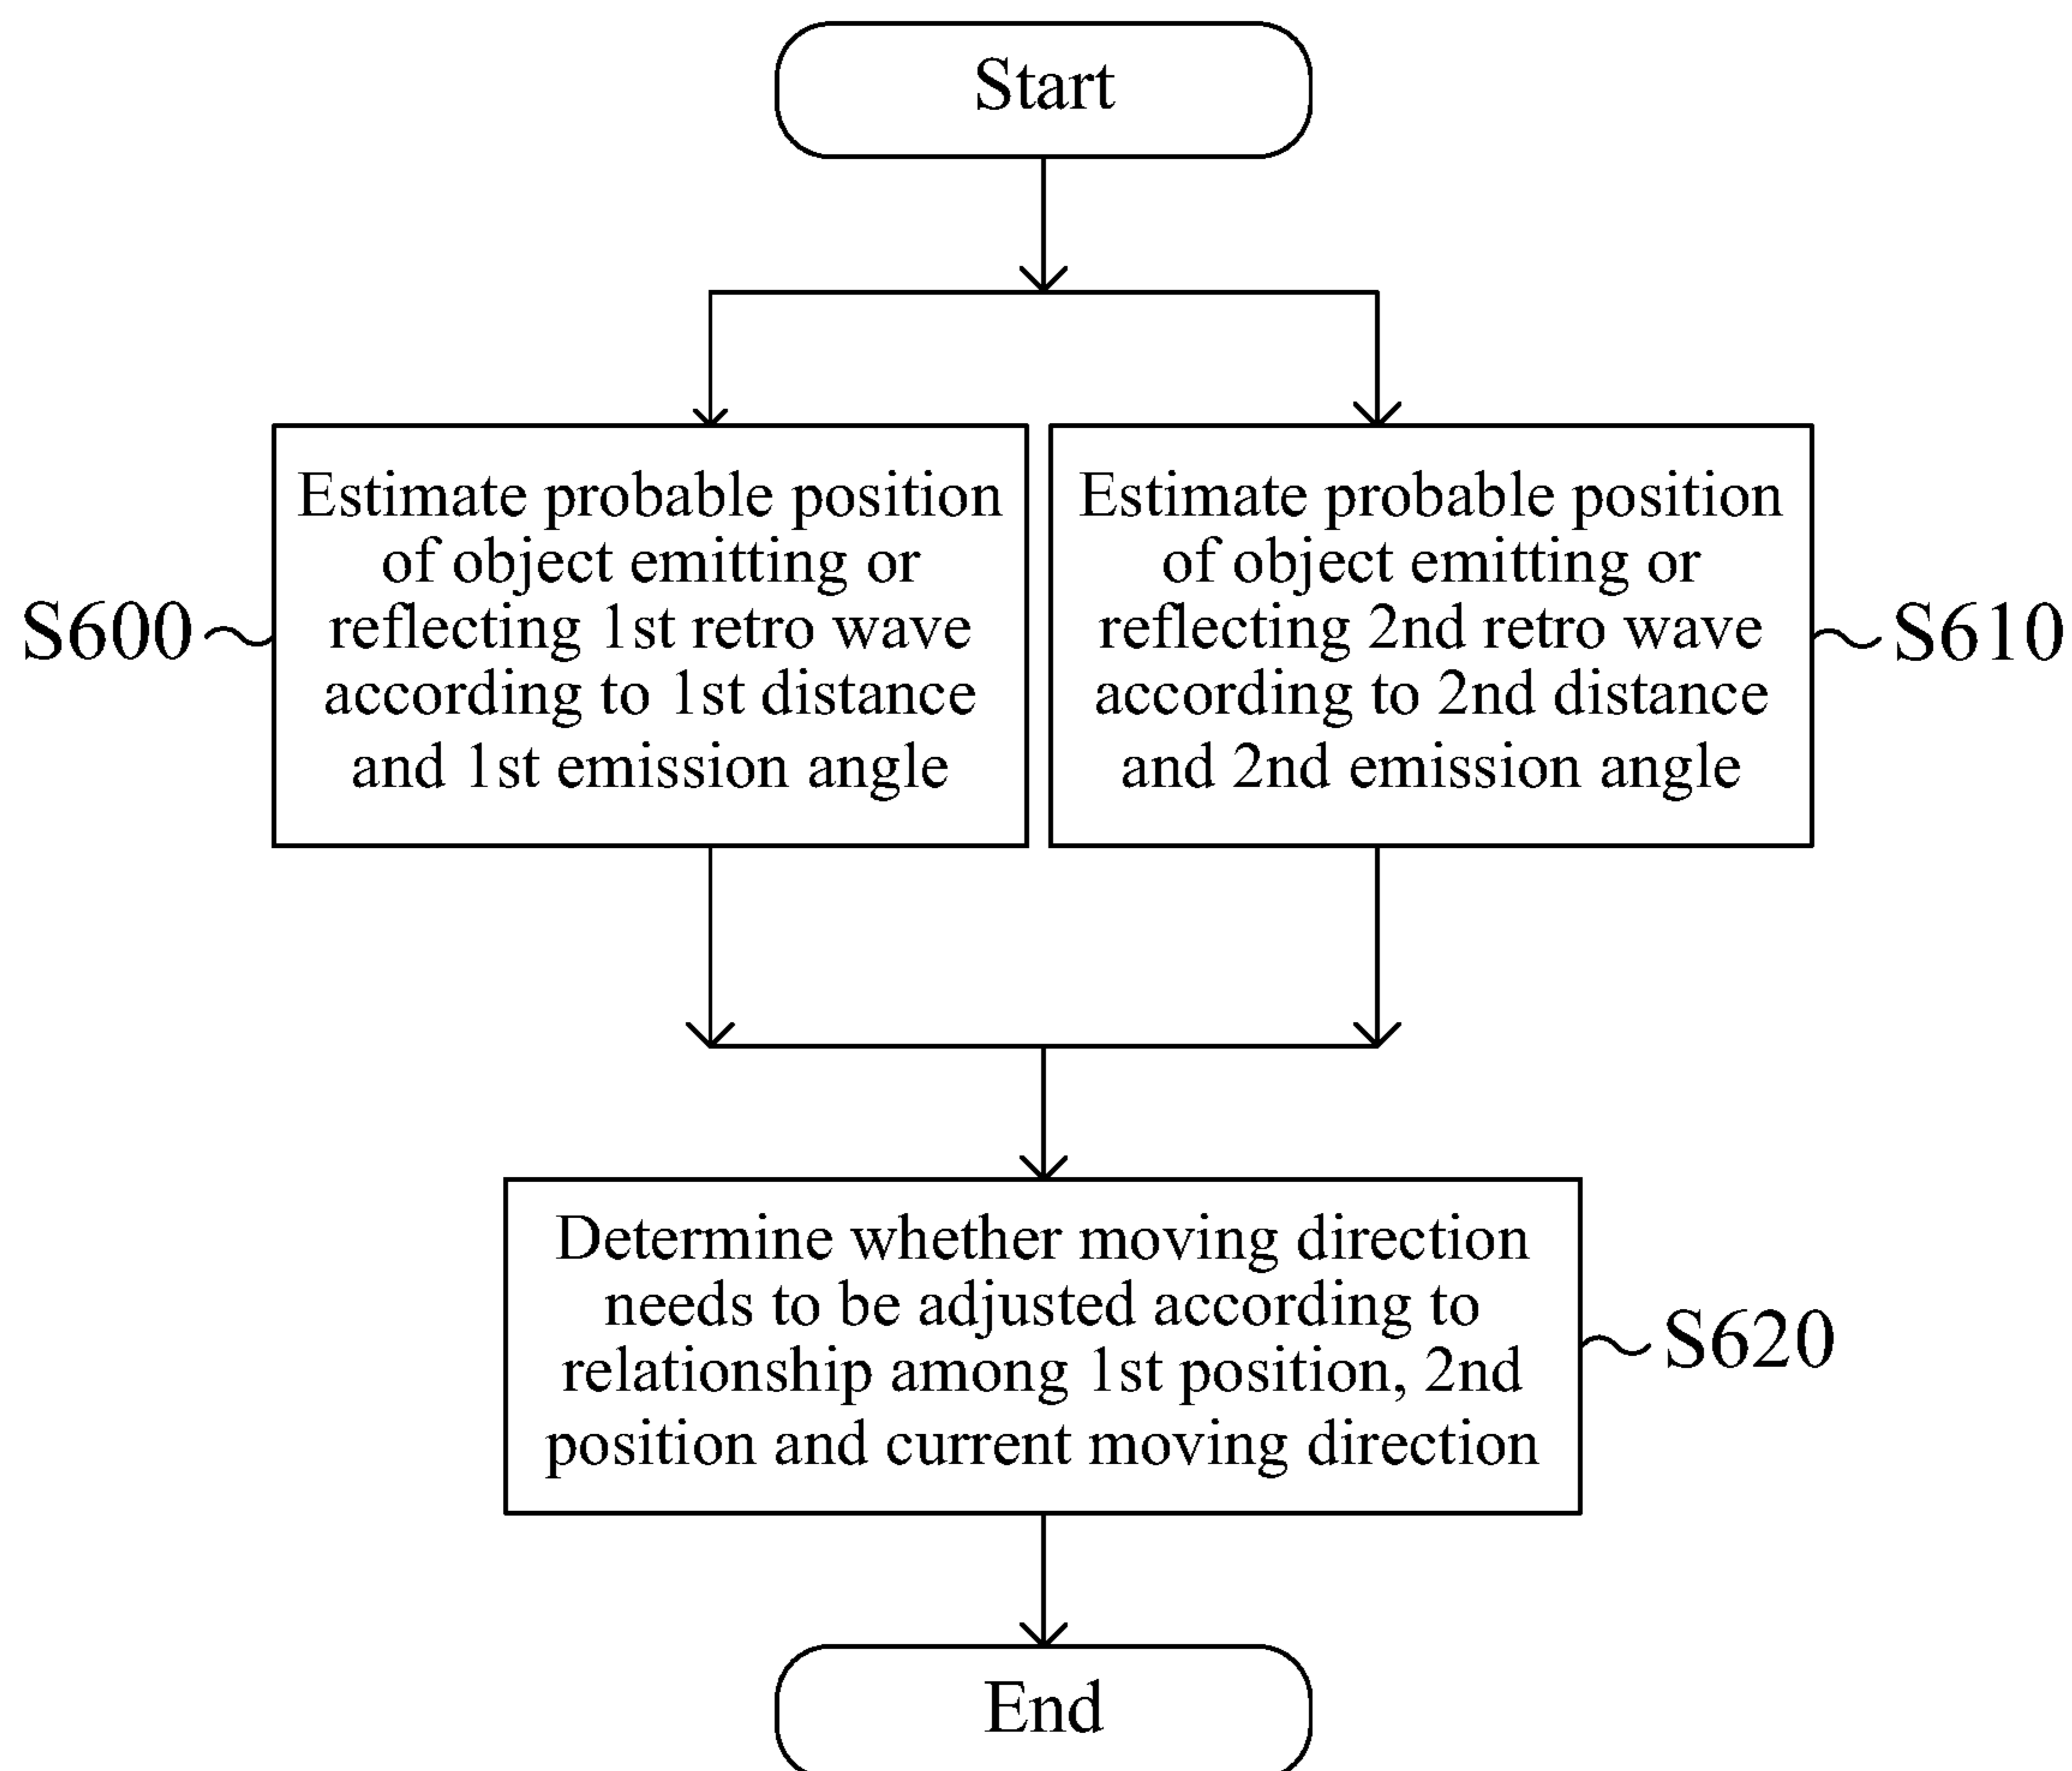 Start
Estimate probable position
of object emitting or
reflecting 1st retro wave
according to 1st distance
and 1st emission angle
S600
Estimate probable position
of object emitting or
reflecting 2nd retro wave
according to 2nd distance
and 2nd emission angle
S610
Determine whether moving direction
needs to be adjusted according to
relationship among 1st position, 2nd
position and current moving direction
S620
End